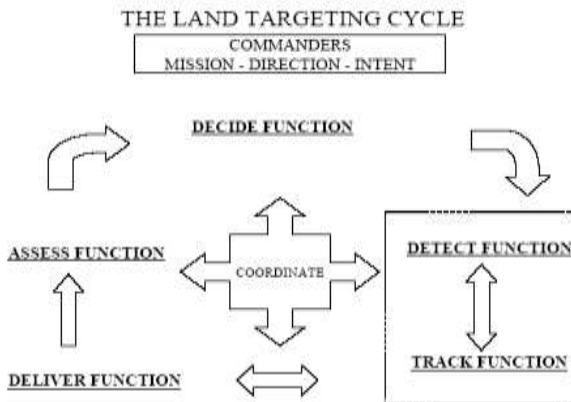 THE LAND TARGETING CYCLE
COMMANDERS
MISSION - DIRECTION - INTENT
DECIDE FUNCTION
ASSESS FUNCTION
COORDINATE
DETECT FUNCTION
DELIVER FUNCTION
TRACK FUNCTION